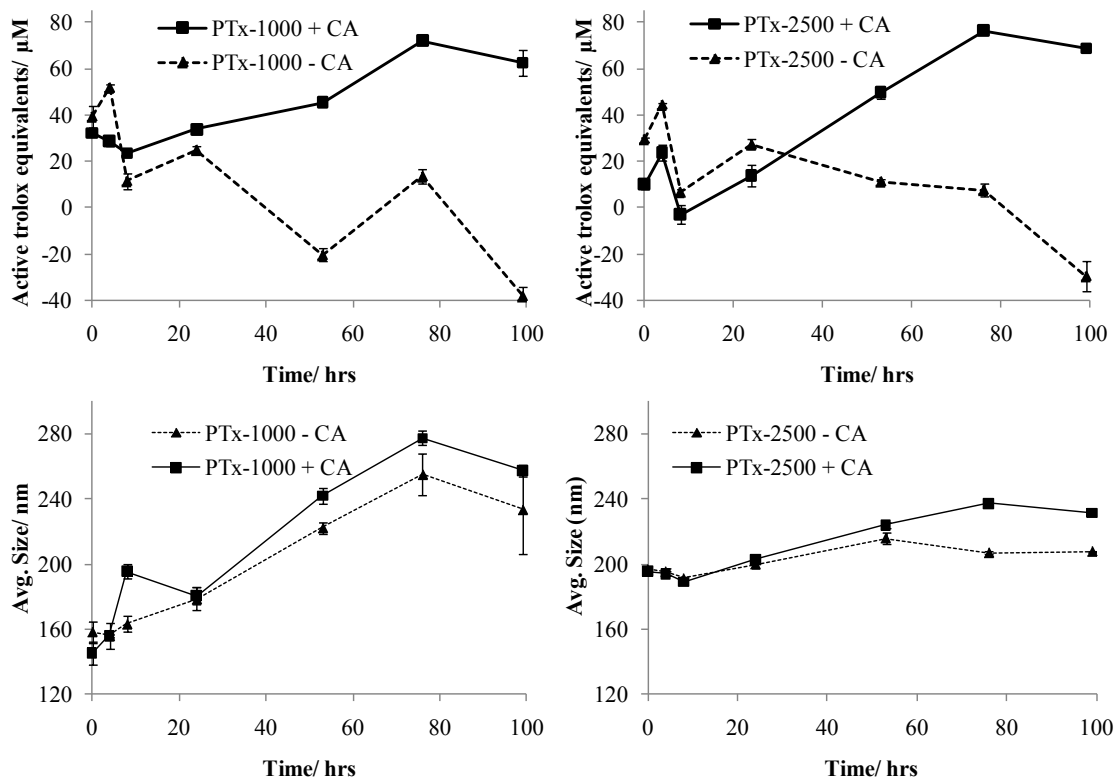 Active trolox equivalents/ µM
80
60
40
20
0
-20
-40
PTx-1000 + CA
PTx-1000 - CA
0 20 40 60 80 100
Time/ hrs
Active trolox equivalents/ µM
80
60
40
20
0
-20
-40
PTx-2500 + CA
PTx-2500 - CA
0 20 40 60 80 100
Time/ hrs
Avg. Size/ nm
280
240
200
160
120
PTx-1000 - CA
PTx-1000 + CA
0 20 40 60 80 100
Time/ hrs
Avg. Size (nm)
280
240
200
160
120
PTx-2500 - CA
PTx-2500 + CA
0 20 40 60 80 100
Time/ hrs